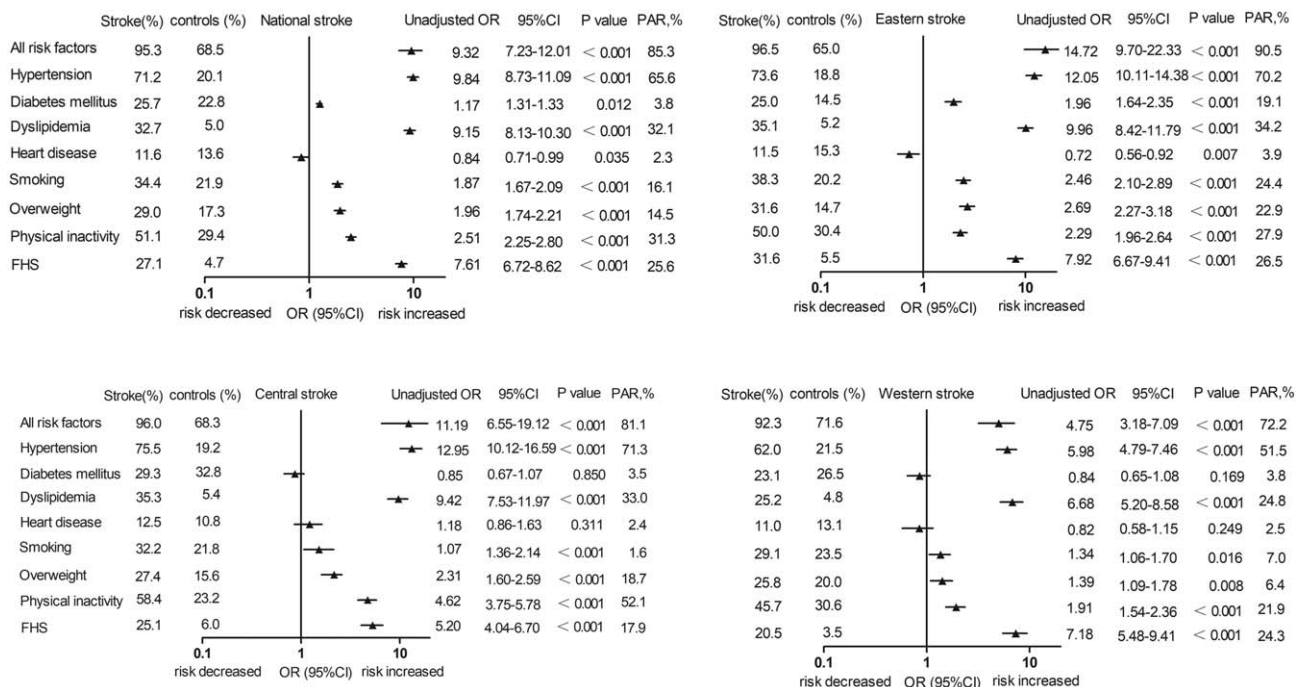 Stroke(%) controls (%) National stroke Unadjusted OR 95%CI P value PAR,%
All risk factors 95.3 68.5 9.32 7.23-12.01 < 0.001 85.3
Hypertension 71.2 20.1 9.84 8.73-11.09 < 0.001 65.6
Diabetes mellitus 25.7 22.8 1.17 1.31-1.33 0.012 3.8
Dyslipidemia 32.7 5.0 9.15 8.13-10.30 < 0.001 32.1
Heart disease 11.6 13.6 0.84 0.71-0.99 0.035 2.3
Smoking 34.4 21.9 1.87 1.67-2.09 < 0.001 16.1
Overweight 29.0 17.3 1.96 1.74-2.21 < 0.001 14.5
Physical inactivity 51.1 29.4 2.51 2.25-2.80 < 0.001 31.3
FHS 27.1 4.7 7.61 6.72-8.62 < 0.001 25.6
0.1 1 10
risk decreased OR (95%CI) risk increased
Stroke(%) controls (%) Eastern stroke Unadjusted OR 95%CI P value PAR,%
96.5 65.0 14.72 9.70-22.33 < 0.001 90.5
73.6 18.8 12.05 10.11-14.38 < 0.001 70.2
25.0 14.5 1.96 1.64-2.35 < 0.001 19.1
35.1 5.2 9.96 8.42-11.79 < 0.001 34.2
11.5 15.3 0.72 0.56-0.92 0.007 3.9
38.3 20.2 2.46 2.10-2.89 < 0.001 24.4
31.6 14.7 2.69 2.27-3.18 < 0.001 22.9
50.0 30.4 2.29 1.96-2.64 < 0.001 27.9
31.6 5.5 7.92 6.67-9.41 < 0.001 26.5
0.1 1 10
risk decreased OR (95%CI) risk increased
Stroke(%) controls (%) Central stroke Unadjusted OR 95%CI P value PAR,%
All risk factors 96.0 68.3 11.19 6.55-19.12 < 0.001 81.1
Hypertension 75.5 19.2 12.95 10.12-16.59 < 0.001 71.3
Diabetes mellitus 29.3 32.8 0.85 0.67-1.07 0.850 3.5
Dyslipidemia 35.3 5.4 9.42 7.53-11.97 < 0.001 33.0
Heart disease 12.5 10.8 1.18 0.86-1.63 0.311 2.4
Smoking 32.2 21.8 1.07 1.36-2.14 < 0.001 1.6
Overweight 27.4 15.6 2.31 1.60-2.59 < 0.001 18.7
Physical inactivity 58.4 23.2 4.62 3.75-5.78 < 0.001 52.1
FHS 25.1 6.0 5.20 4.04-6.70 < 0.001 17.9
0.1 1 10
risk decreased OR (95%CI) risk increased
Stroke(%) controls (%) Western stroke Unadjusted OR 95%CI P value PAR,%
92.3 71.6 4.75 3.18-7.09 < 0.001 72.2
62.0 21.5 5.98 4.79-7.46 < 0.001 51.5
23.1 26.5 0.84 0.65-1.08 0.169 3.8
25.2 4.8 6.68 5.20-8.58 < 0.001 24.8
11.0 13.1 0.82 0.58-1.15 0.249 2.5
29.1 23.5 1.34 1.06-1.70 0.016 7.0
25.8 20.0 1.39 1.09-1.78 0.008 6.4
45.7 30.6 1.91 1.54-2.36 < 0.001 21.9
20.5 3.5 7.18 5.48-9.41 < 0.001 24.3
0.1 1 10
risk decreased OR (95%CI) risk increased